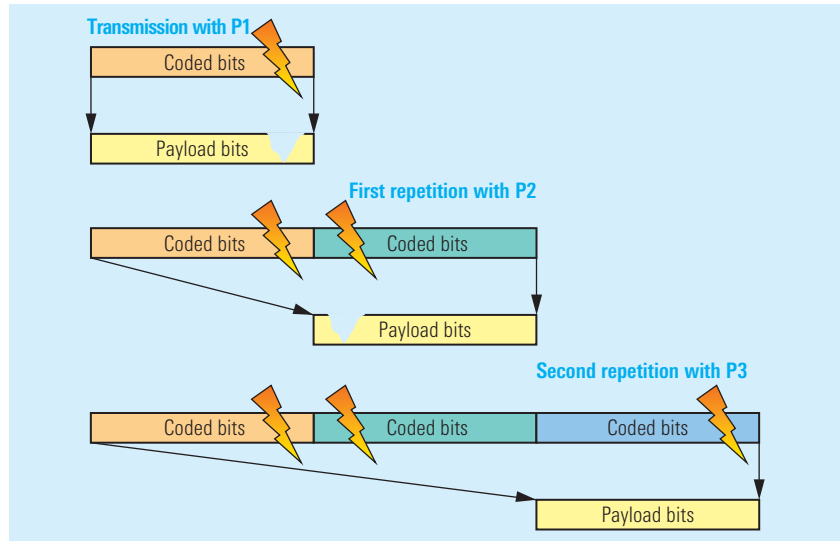 Transmission with P1
Coded bits
Payload bits
First repetition with P2
Coded bits Coded bits
Payload bits
Second repetition with P3
Coded bits Coded bits Coded bits
Payload bits